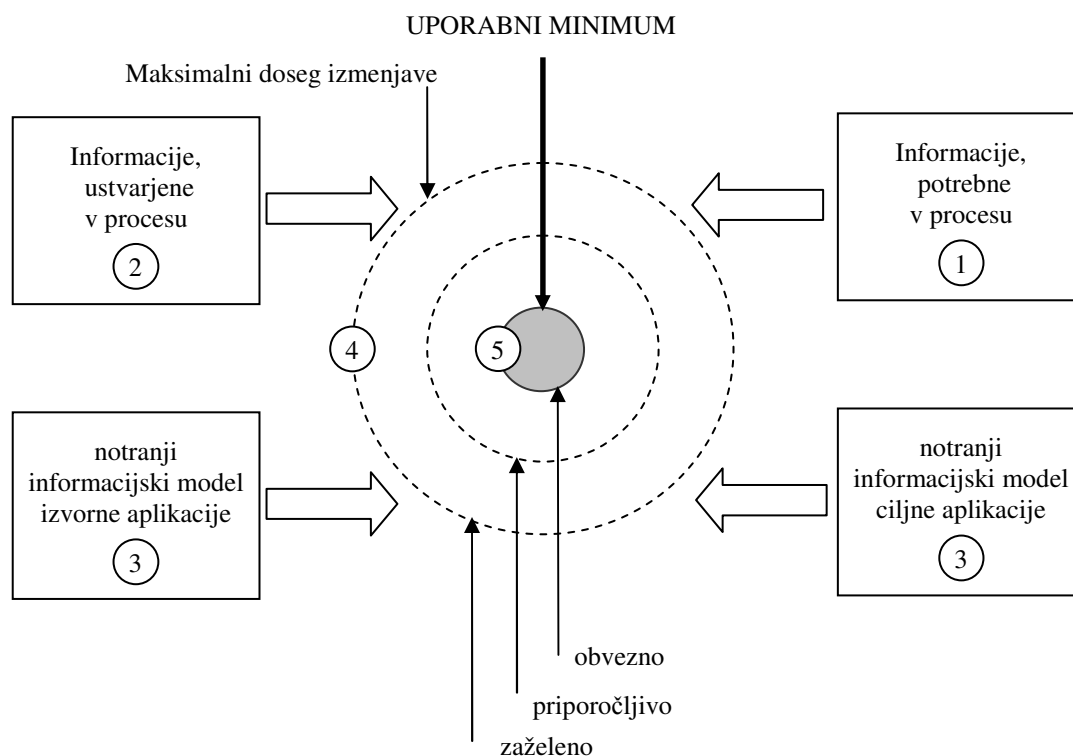 UPORABNI MINIMUM
Maksimalni doseg izmenjave
Informacije,
ustvarjene
v procesu
2
Informacije,
potrebne
v procesu
1
4
5
notranji
informacijski model
izvorne aplikacije
3
notranji
informacijski model
ciljne aplikacije
3
obvezno
priporočljivo
zaželeno